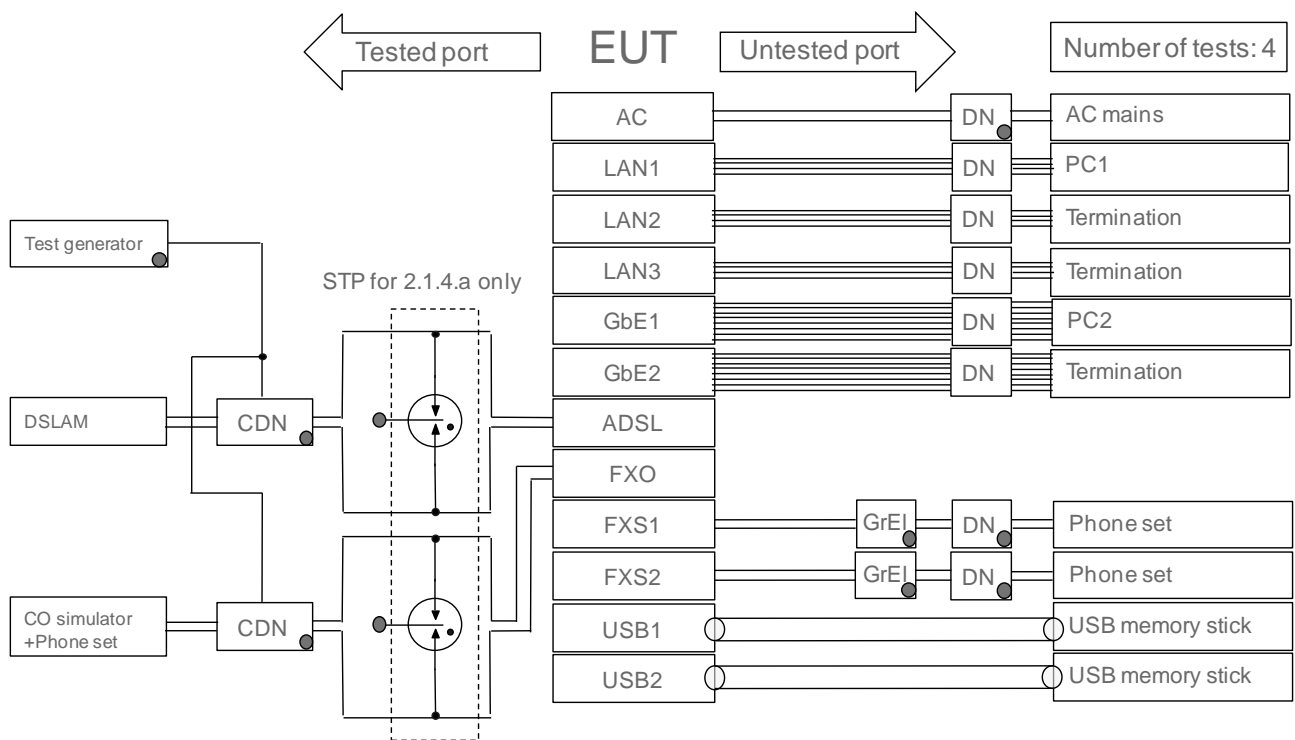 Tested port
EUT
Untested port
Number of tests: 4
AC
DN
AC mains
LAN1
DN
PC1
LAN2
DN
Termination
Test generator
LAN3
DN
Termination
STP for 2.1.4.a only
GbE1
DN
PC2
GbE2
DN
Termination
DSLAM
CDN
ADSL
FXO
FXS1
GrEl
DN
Phone set
FXS2
GrEl
DN
Phone set
CO simulator
+Phone set
CDN
USB1
USB memory stick
USB2
USB memory stick